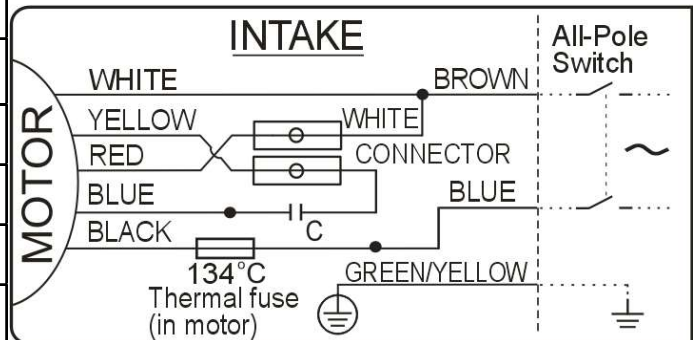 INTAKE
All-Pole
Switch
WHITE
BROWN
YELLOW
WHITE
RED
CONNECTOR
BLUE
BLUE
C
BLACK
134°C
Thermal fuse
(in motor)
GREEN/YELLOW
MOTOR